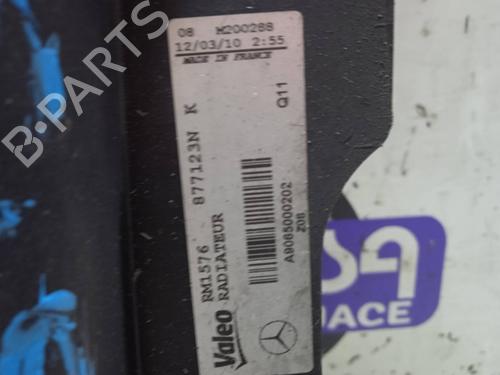 08 M200288
12/03/10 2:55
MADE IN FRANCE
RM1576 877123N K
Q11
Valeo RADIATEUR
A9065000202
Z08
B-PARTS